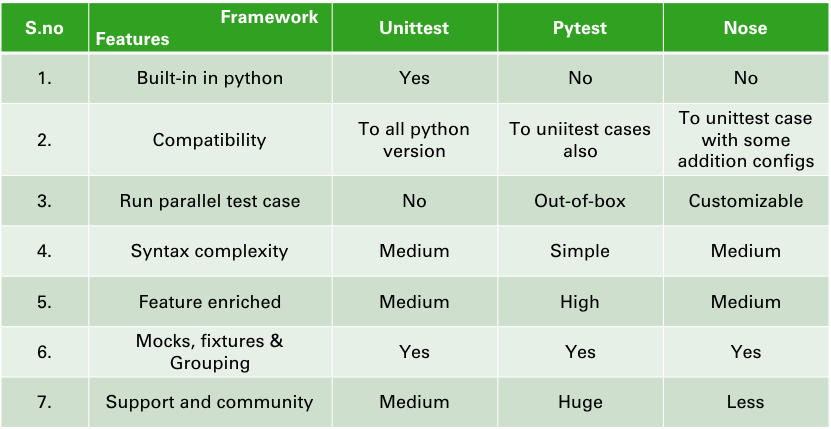 S.no
Framework
Features
Unittest
Pytest
Nose
1.
Built-in in python
Yes
No
No
2.
Compatibility
To all python
version
To uniitest cases
also
To unittest case
with some
addition configs
3.
Run parallel test case
No
Out-of-box
Customizable
4.
Syntax complexity
Medium
Simple
Medium
5.
Feature enriched
Medium
High
Medium
6.
Mocks, fixtures &
Grouping
Yes
Yes
Yes
7.
Support and community
Medium
Huge
Less